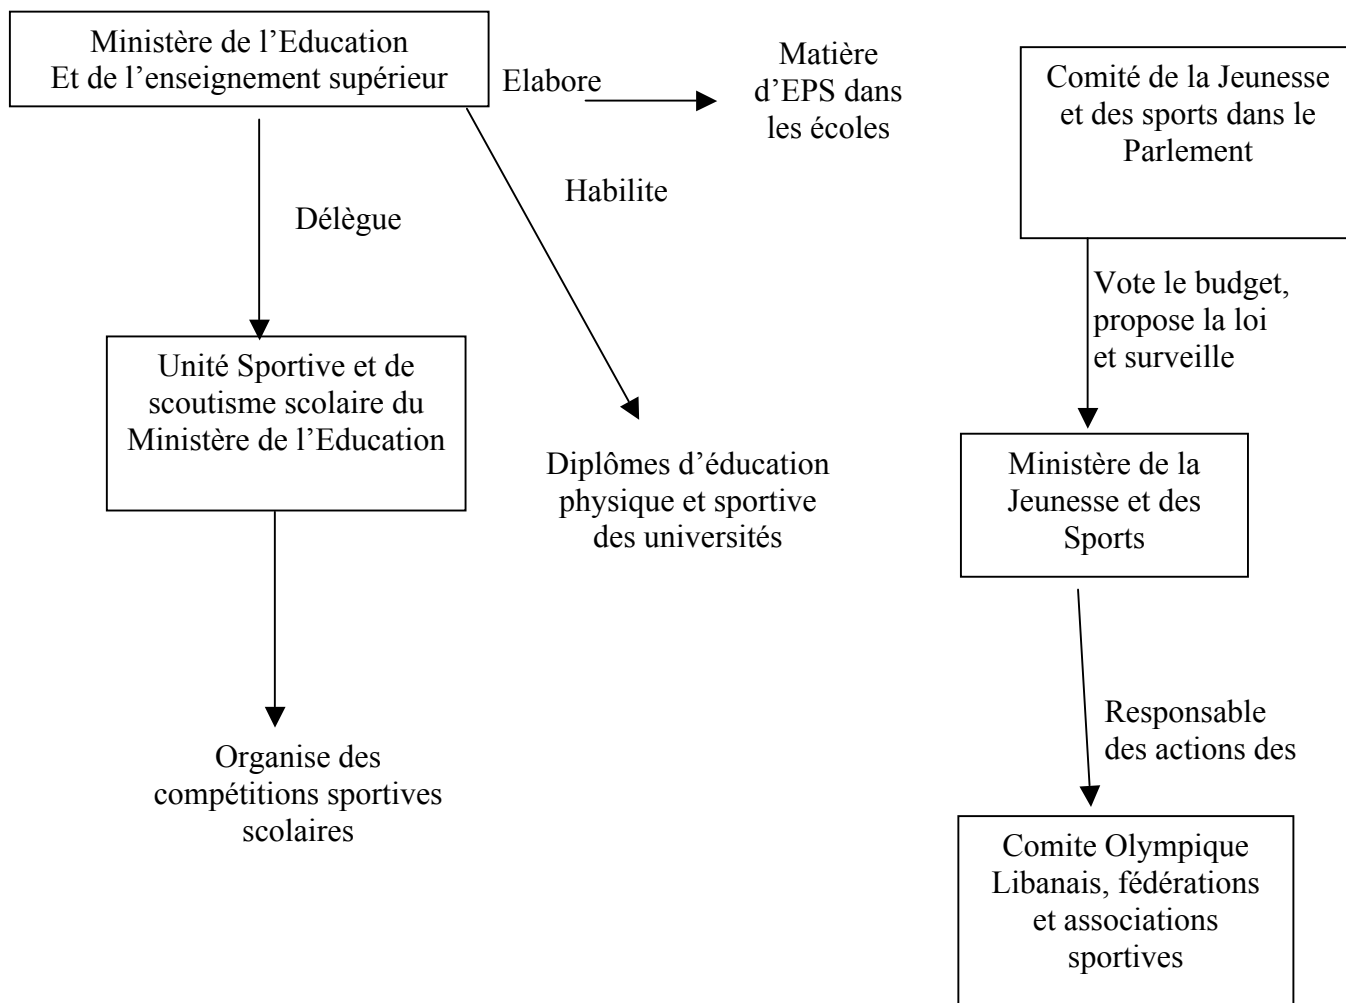 Ministère de l’Education
Et de l’enseignement supérieur
Elabore
Matière
d’EPS dans
les écoles
Comité de la Jeunesse
et des sports dans le
Parlement
Habilite
Délègue
Vote le budget,
propose la loi
et surveille
Unité Sportive et de
scoutisme scolaire du
Ministère de l’Education
Diplômes d’éducation
physique et sportive
des universités
Ministère de la
Jeunesse et des
Sports
Organise des
compétitions sportives
scolaires
Responsable
des actions des
Comite Olympique
Libanais, fédérations
et associations
sportives